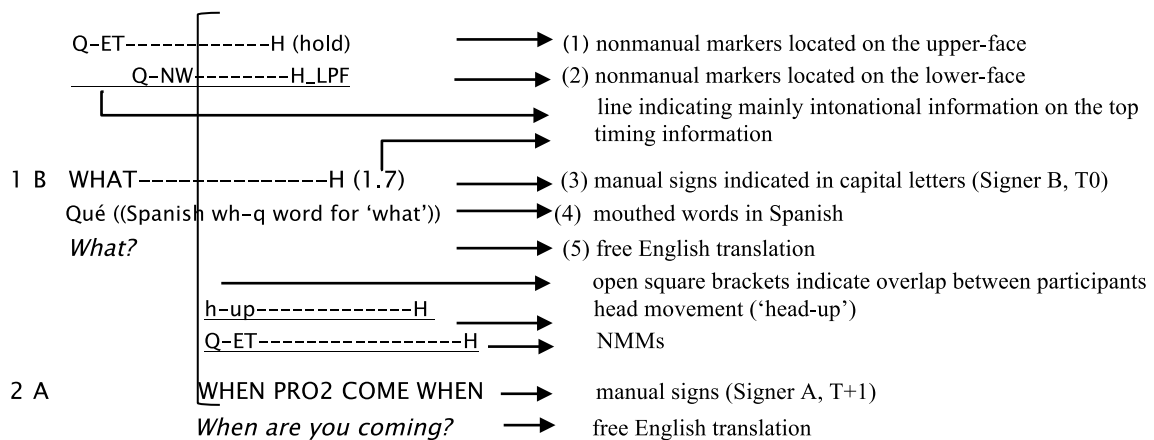 Q-ET------------H (hold) (1) nonmanual markers located on the upper-face
Q-NW--------H_LPF (2) nonmanual markers located on the lower-face
line indicating mainly intonational information on the top
timing information
1 B WHAT----------------H (1.7) (3) manual signs indicated in capital letters (Signer B, T0)
Qué ((Spanish wh-q word for ‘what’)) (4) mouthed words in Spanish
What? (5) free English translation
open square brackets indicate overlap between participants
h-up-------------H head movement (‘head-up’)
Q-ET-----------------H NMMs
2 A WHEN PRO2 COME WHEN manual signs (Signer A, T+1)
When are you coming? free English translation